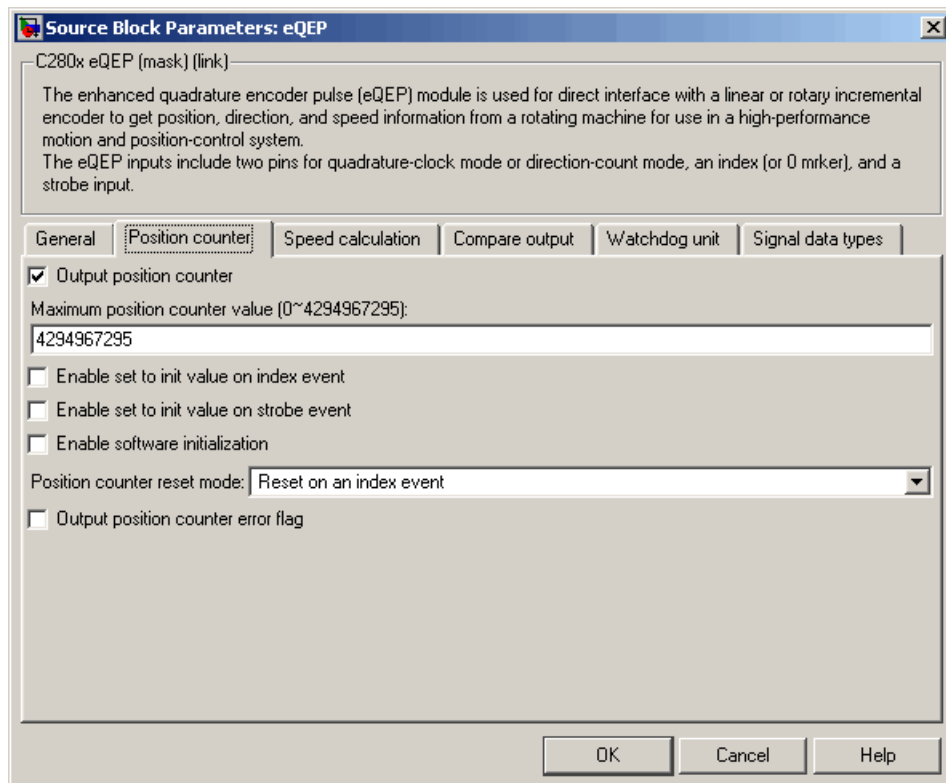 Source Block Parameters: eQEP
C280x eQEP (mask) (link)
The enhanced quadrature encoder pulse (eQEP) module is used for direct interface with a linear or rotary incremental
encoder to get position, direction, and speed information from a rotating machine for use in a high-performance
motion and position-control system.
The eQEP inputs include two pins for quadrature-clock mode or direction-count mode, an index (or 0 mrker), and a
strobe input.
General Position counter Speed calculation Compare output Watchdog unit Signal data types
Output position counter
Maximum position counter value (0~4294967295):
4294967295
Enable set to init value on index event
Enable set to init value on strobe event
Enable software initialization
Position counter reset mode: Reset on an index event
Output position counter error flag
OK Cancel Help